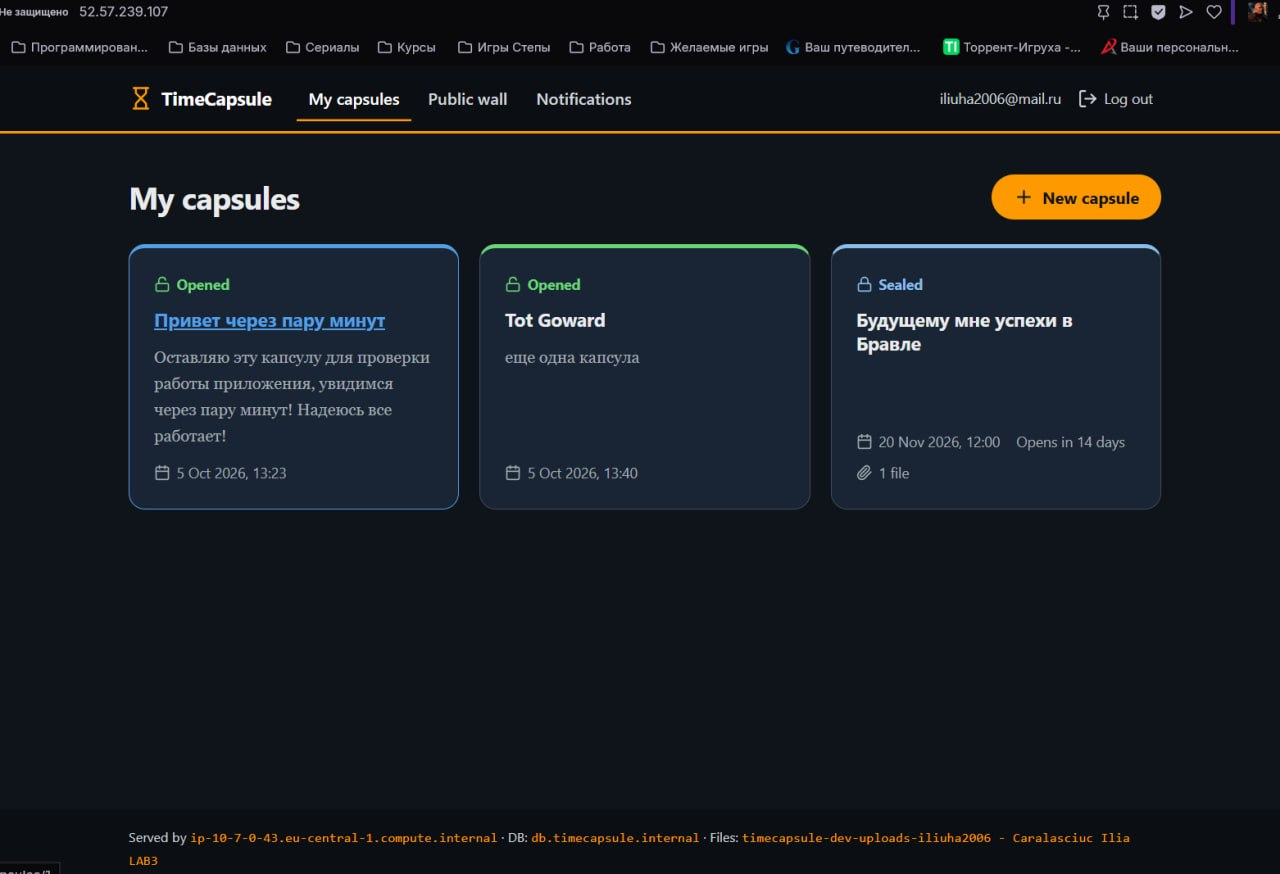 Не защищено 52.57.239.107
Программирован... Базы данных Сериалы Курсы Игры Степы Работа Желаемые игры Ваш путеводител... Торрент-Игруха -... Ваши персональн...
TimeCapsule My capsules Public wall Notifications iliuha2006@mail.ru Log out
My capsules
New capsule
Opened
Привет через пару минут
Оставляю эту капсулу для проверки
работы приложения, увидимся
через пару минут! Надеюсь все
работает!
5 Oct 2026, 13:23
Opened
Tot Goward
еще одна капсула
5 Oct 2026, 13:40
Sealed
Будущему мне успехи в
Бравле
20 Nov 2026, 12:00 Opens in 14 days
1 file
Served by ip-10-7-0-43.eu-central-1.compute.internal · DB: db.timecapsule.internal · Files: timecapsule-dev-uploads-iliuha2006 - Caralasciuc Ilia
LAB3